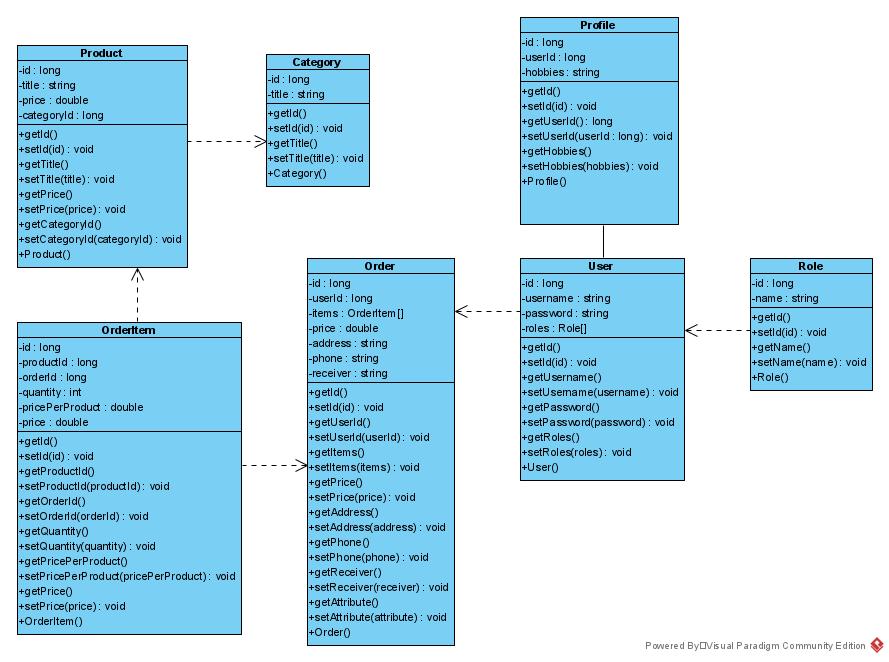 Product
-id : long
-title : string
-price : double
-categoryId : long
+getId()
+setId(id) : void
+getTitle()
+setTitle(title) : void
+getPrice()
+setPrice(price) : void
+getCategoryId()
+setCategoryId(categoryId) : void
+Product()
Category
-id : long
-title : string
+getId()
+setId(id) : void
+getTitle()
+setTitle(title) : void
+Category()
Profile
-id : long
-userId : long
-hobbies : string
+getId()
+setId(id) : void
+getUserId() : long
+setUserId(userId : long) : void
+getHobbies()
+setHobbies(hobbies) : void
+Profile()
OrderItem
-id : long
-productId : long
-orderId : long
-quantity : int
-pricePerProduct : double
-price : double
+getId()
+setId(id) : void
+getProductId()
+setProductId(productId) : void
+getOrderId()
+setOrderId(orderId) : void
+getQuantity()
+setQuantity(quantity) : void
+getPricePerProduct()
+setPricePerProduct(pricePerProduct) : void
+getPrice()
+setPrice(price) : void
+OrderItem()
Order
-id : long
-userId : long
-items : OrderItem[]
-price : double
-address : string
-phone : string
-receiver : string
+getId()
+setId(id) : void
+getUserId()
+setUserId(userId) : void
+getItems()
+setItems(items) : void
+getPrice()
+setPrice(price) : void
+getAddress()
+setAddress(address) : void
+getPhone()
+setPhone(phone) : void
+getReceiver()
+setReceiver(receiver) : void
+getAttribute()
+setAttribute(attribute) : void
+Order()
User
-id : long
-username : string
-password : string
-roles : Role[]
+getId()
+setId(id) : void
+getUsername()
+setUsername(username) : void
+getPassword()
+setPassword(password) : void
+getRoles()
+setRoles(roles) : void
+User()
Role
-id : long
-name : string
+getId()
+setId(id) : void
+getName()
+setName(name) : void
+Role()
Powered By□Visual Paradigm Community Edition